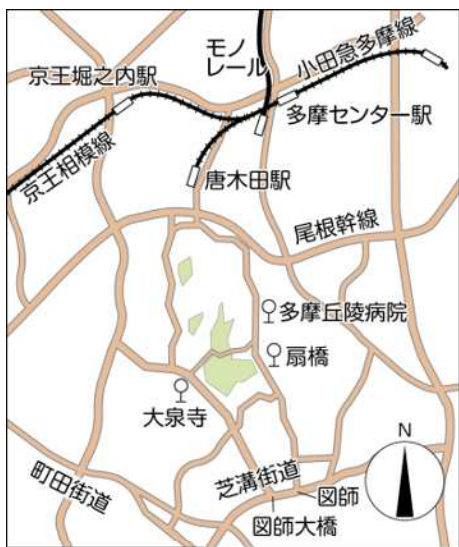 モノ
レール
小田急多摩線
京王堀之内駅
多摩センター駅
京王相模線
唐木田駅
尾根幹線
多摩丘陵病院
扇橋
大泉寺
N
芝溝街道
町田街道
図師
図師大橋